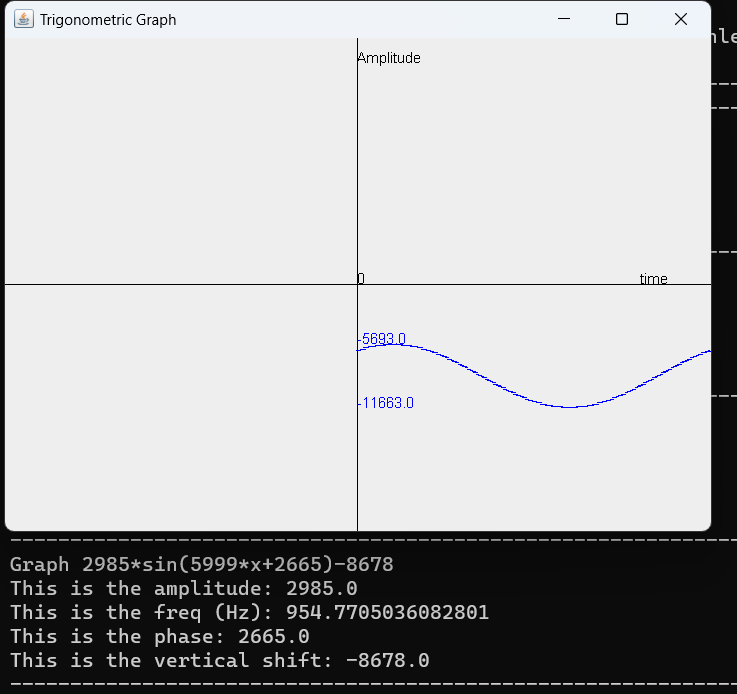 Trigonometric Graph
Amplitude
0
time
-5693.0
-11663.0
Graph 2985*sin(5999*x+2665)-8678
This is the amplitude: 2985.0
This is the freq (Hz): 954.7705036082801
This is the phase: 2665.0
This is the vertical shift: -8678.0